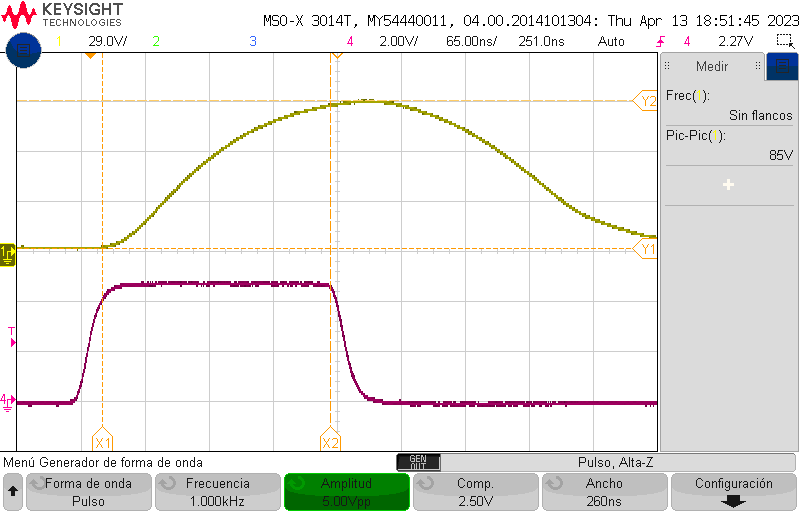 KEYSIGHT
TECHNOLOGIES
MSO-X 3014T, MY54440011, 04.00.2014101304: Thu Apr 13 18:51:45 2023
1 29.0V/ 2 3 4 2.00V/ 65.00ns/ 251.0ns Auto 4 2.27V
Medir
Frec( ):
Sin flancos
Pic-Pic( ):
85V
Y2
1
Y1
T
4
X1 X2
Menú Generador de forma de onda
GEN
OUT
Pulso, Alta-Z
Forma de onda
Pulso
Frecuencia
1.000kHz
Amplitud
5.00Vpp
Comp.
2.50V
Ancho
260ns
Configuración